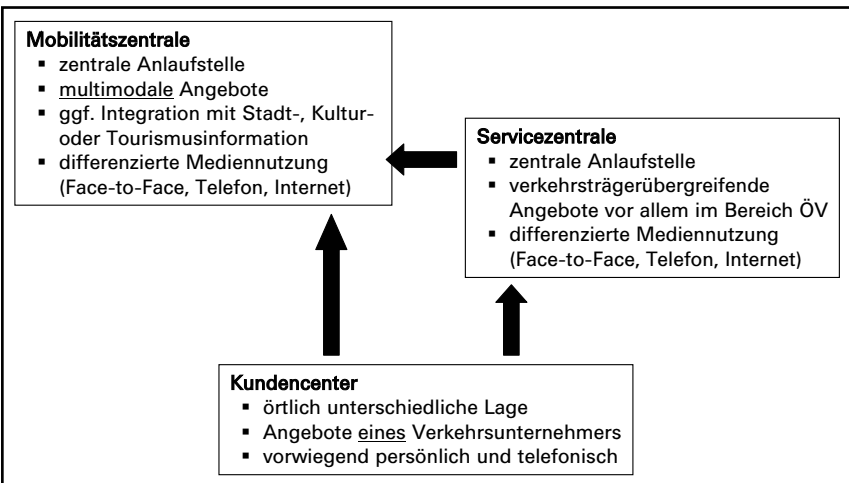 Mobilitätszentrale
▪ zentrale Anlaufstelle
▪ multimodale Angebote
▪ ggf. Integration mit Stadt-, Kultur-
oder Tourismusinformation
▪ differenzierte Mediennutzung
(Face-to-Face, Telefon, Internet)
Servicezentrale
▪ zentrale Anlaufstelle
▪ verkehrsträgerübergreifende
Angebote vor allem im Bereich ÖV
▪ differenzierte Mediennutzung
(Face-to-Face, Telefon, Internet)
Kundencenter
▪ örtlich unterschiedliche Lage
▪ Angebote eines Verkehrsunternehmers
▪ vorwiegend persönlich und telefonisch